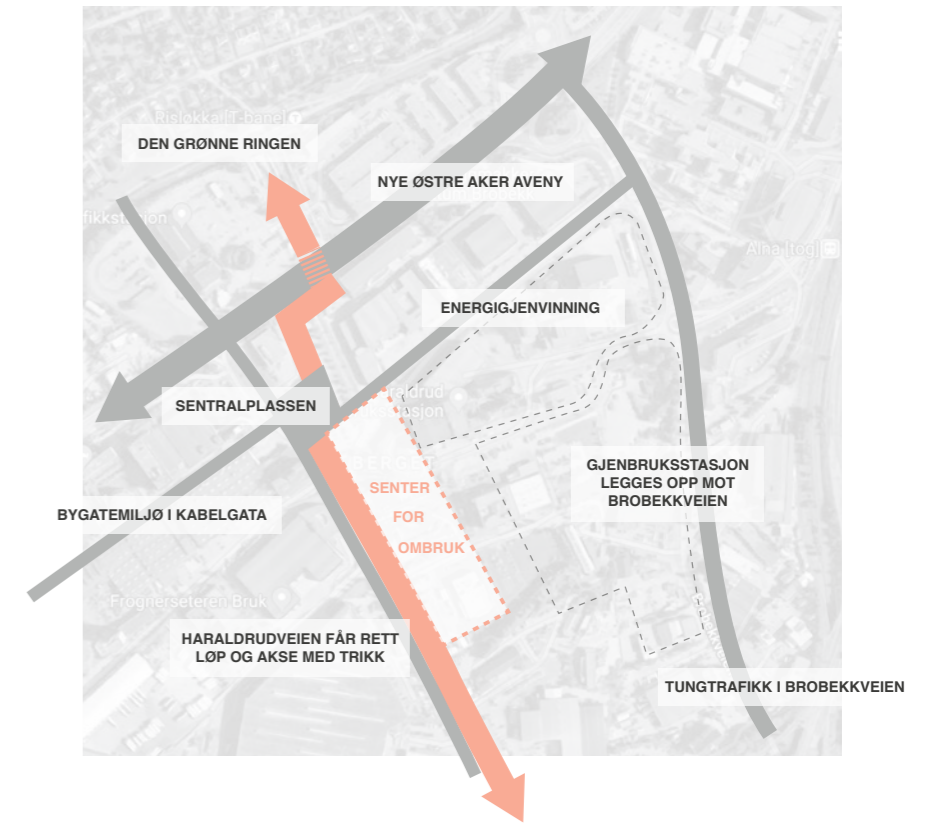 Risløkka [T-bane]
DEN GRØNNE RINGEN
NYE ØSTRE AKER AVENY
Alna [tog]
ENERGIGJENVINNING
SENTRALPLASSEN
GJENBRUKSSTASJON
LEGGES OPP MOT
BROBEKKVEIEN
SENTER
FOR
OMBRUK
BYGATEMILJØ I KABELGATA
Frognerseteren Bruk
HARALDRUDVEIEN FÅR RETT
LØP OG AKSE MED TRIKK
TUNGTRAFIKK I BROBEKKVEIEN